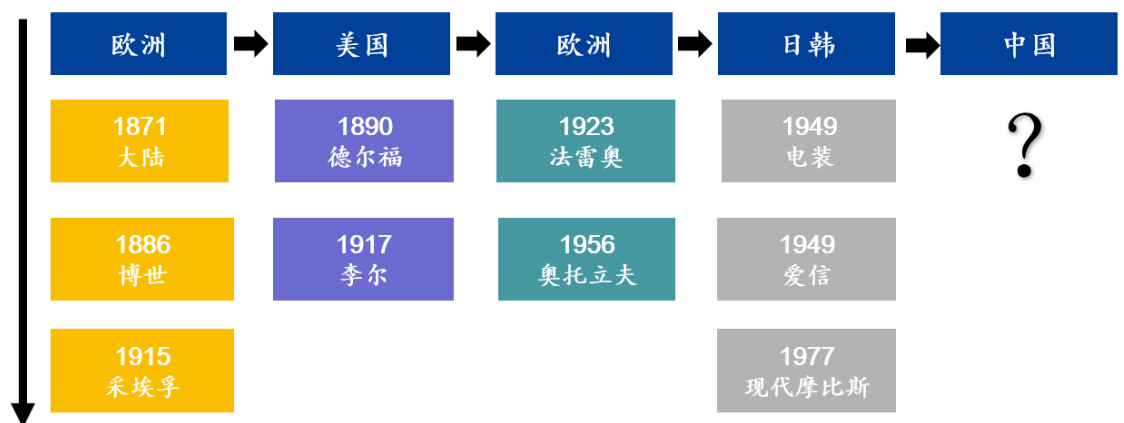 欧洲
美国
欧洲
日韩
中国
1871
大陆
1890
德尔福
1923
法雷奥
1949
电装
?
1886
博世
1917
李尔
1956
奥托立夫
1949
爱信
1915
采埃孚
1977
现代摩比斯